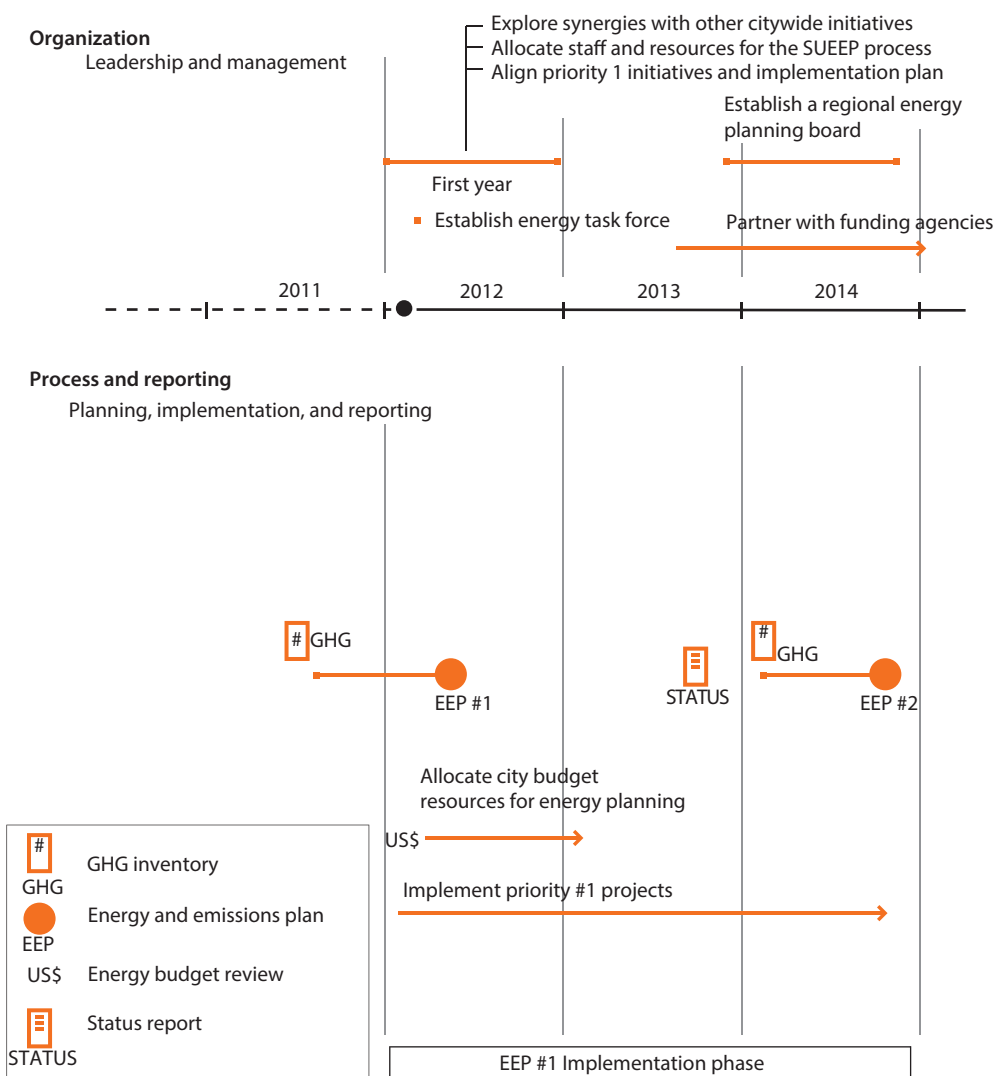 Organization
Leadership and management
Explore synergies with other citywide initiatives
Allocate staff and resources for the SUEEP process
Align priority 1 initiatives and implementation plan
Establish a regional energy
planning board
First year
Establish energy task force
Partner with funding agencies
2011
2012
2013
2014
Process and reporting
Planning, implementation, and reporting
# GHG
EEP #1
STATUS
#
GHG
EEP #2
Allocate city budget
resources for energy planning
US$
Implement priority #1 projects
#
GHG
GHG inventory
EEP
Energy and emissions plan
US$ Energy budget review
Status report
STATUS
EEP #1 Implementation phase